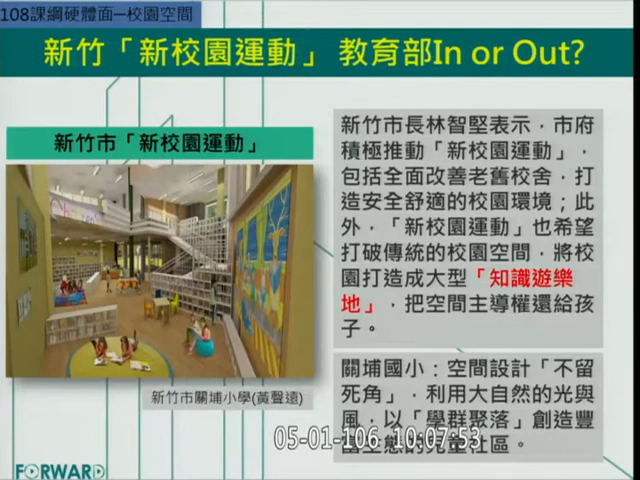 108課綱硬體面─校園空間
新竹「新校園運動」 教育部In or Out?
新竹市「新校園運動」
新竹市長林智堅表示，市府
積極推動「新校園運動」，
包括全面改善老舊校舍，打
造安全舒適的校園環境；此
外，「新校園運動」也希望
打破傳統的校園空間，將校
園打造成大型「知識遊樂
地」，把空間主導權還給孩
子。
新竹市關埔小學(黃聲遠)
關埔國小：空間設計「不留
死角」，利用大自然的光與
風，以「學群聚落」創造豐
富生態的兒童社區。
05-01-106 10:07:53
FORWARD